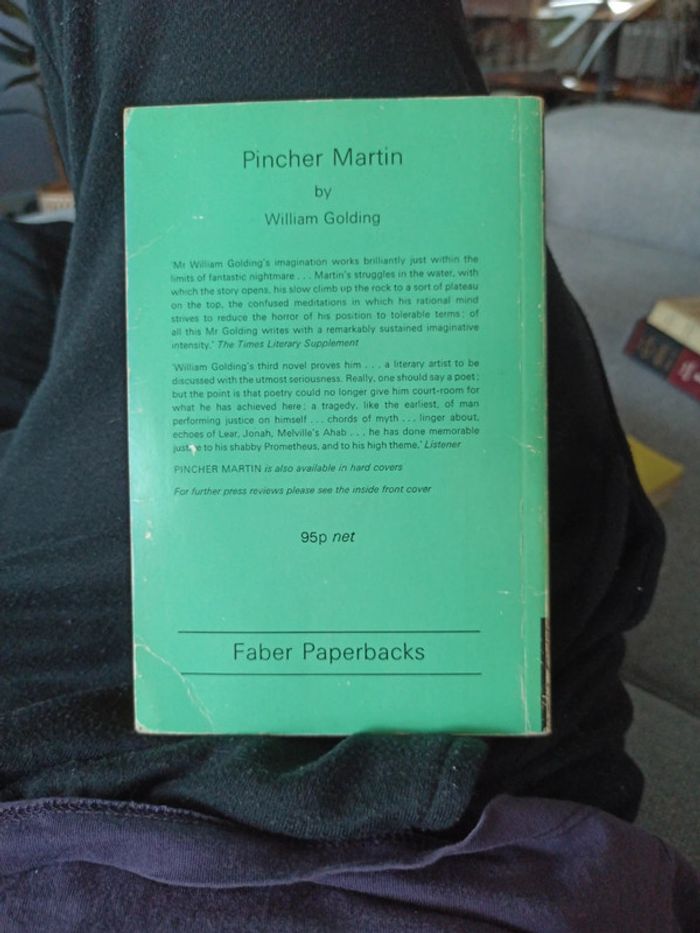 Pincher Martin
by
William Golding
'Mr William Golding's imagination works brilliantly just within the
limits of fantastic nightmare . . . Martin's struggles in the water, with
which the story opens, his slow climb up the rock to a sort of plateau
on the top, the confused meditations in which his rational mind
strives to reduce the horror of his position to tolerable terms; of
all this Mr Golding writes with a remarkably sustained imaginative
intensity.' The Times Literary Supplement
'William Golding's third novel proves him . . . a literary artist to be
discussed with the utmost seriousness. Really, one should say a poet;
but the point is that poetry could no longer give him court-room for
what he has achieved here; a tragedy, like the earliest, of man
performing justice on himself . . . chords of myth . . . linger about,
echoes of Lear, Jonah, Melville's Ahab . . . he has done memorable
justice to his shabby Prometheus, and to his high theme.' Listener
PINCHER MARTIN is also available in hard covers
For further press reviews please see the inside front cover
95p net
Faber Paperbacks